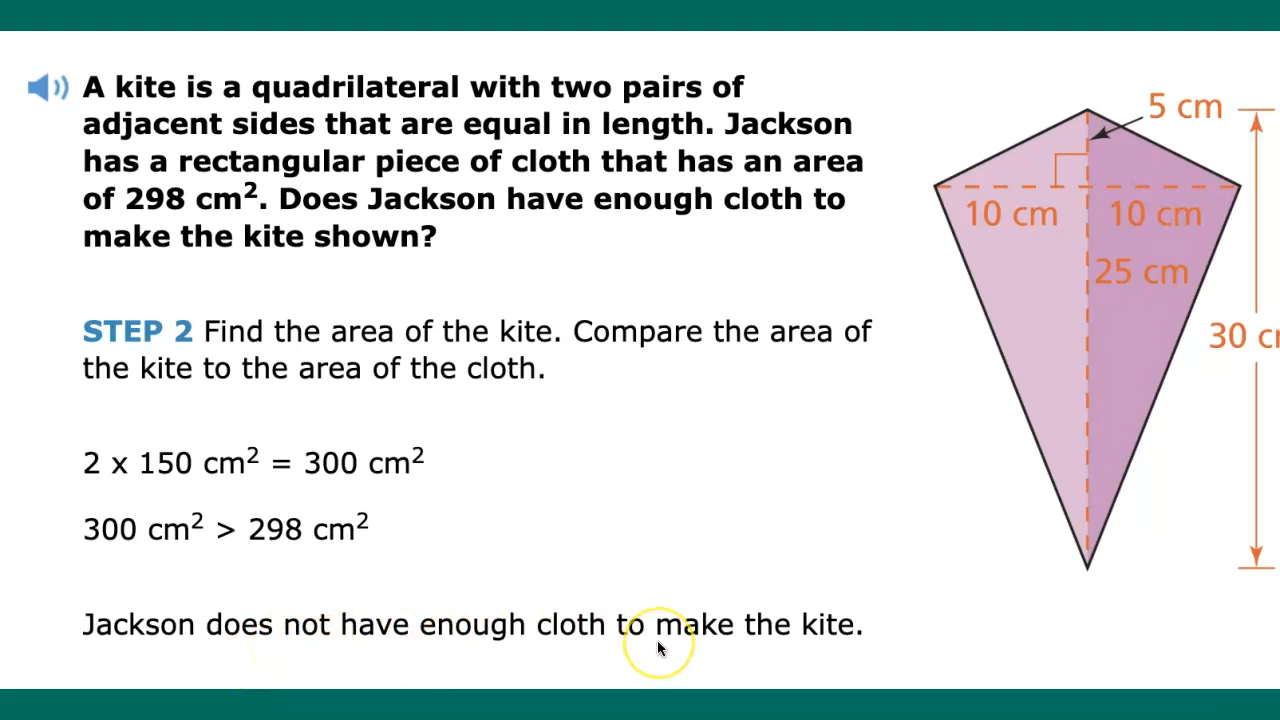 A kite is a quadrilateral with two pairs of
adjacent sides that are equal in length. Jackson
has a rectangular piece of cloth that has an area
of 298 cm². Does Jackson have enough cloth to
make the kite shown?
STEP 2 Find the area of the kite. Compare the area of
the kite to the area of the cloth.
2 x 150 cm² = 300 cm²
300 cm² > 298 cm²
Jackson does not have enough cloth to make the kite.
5 cm
10 cm 10 cm
25 cm
30 c